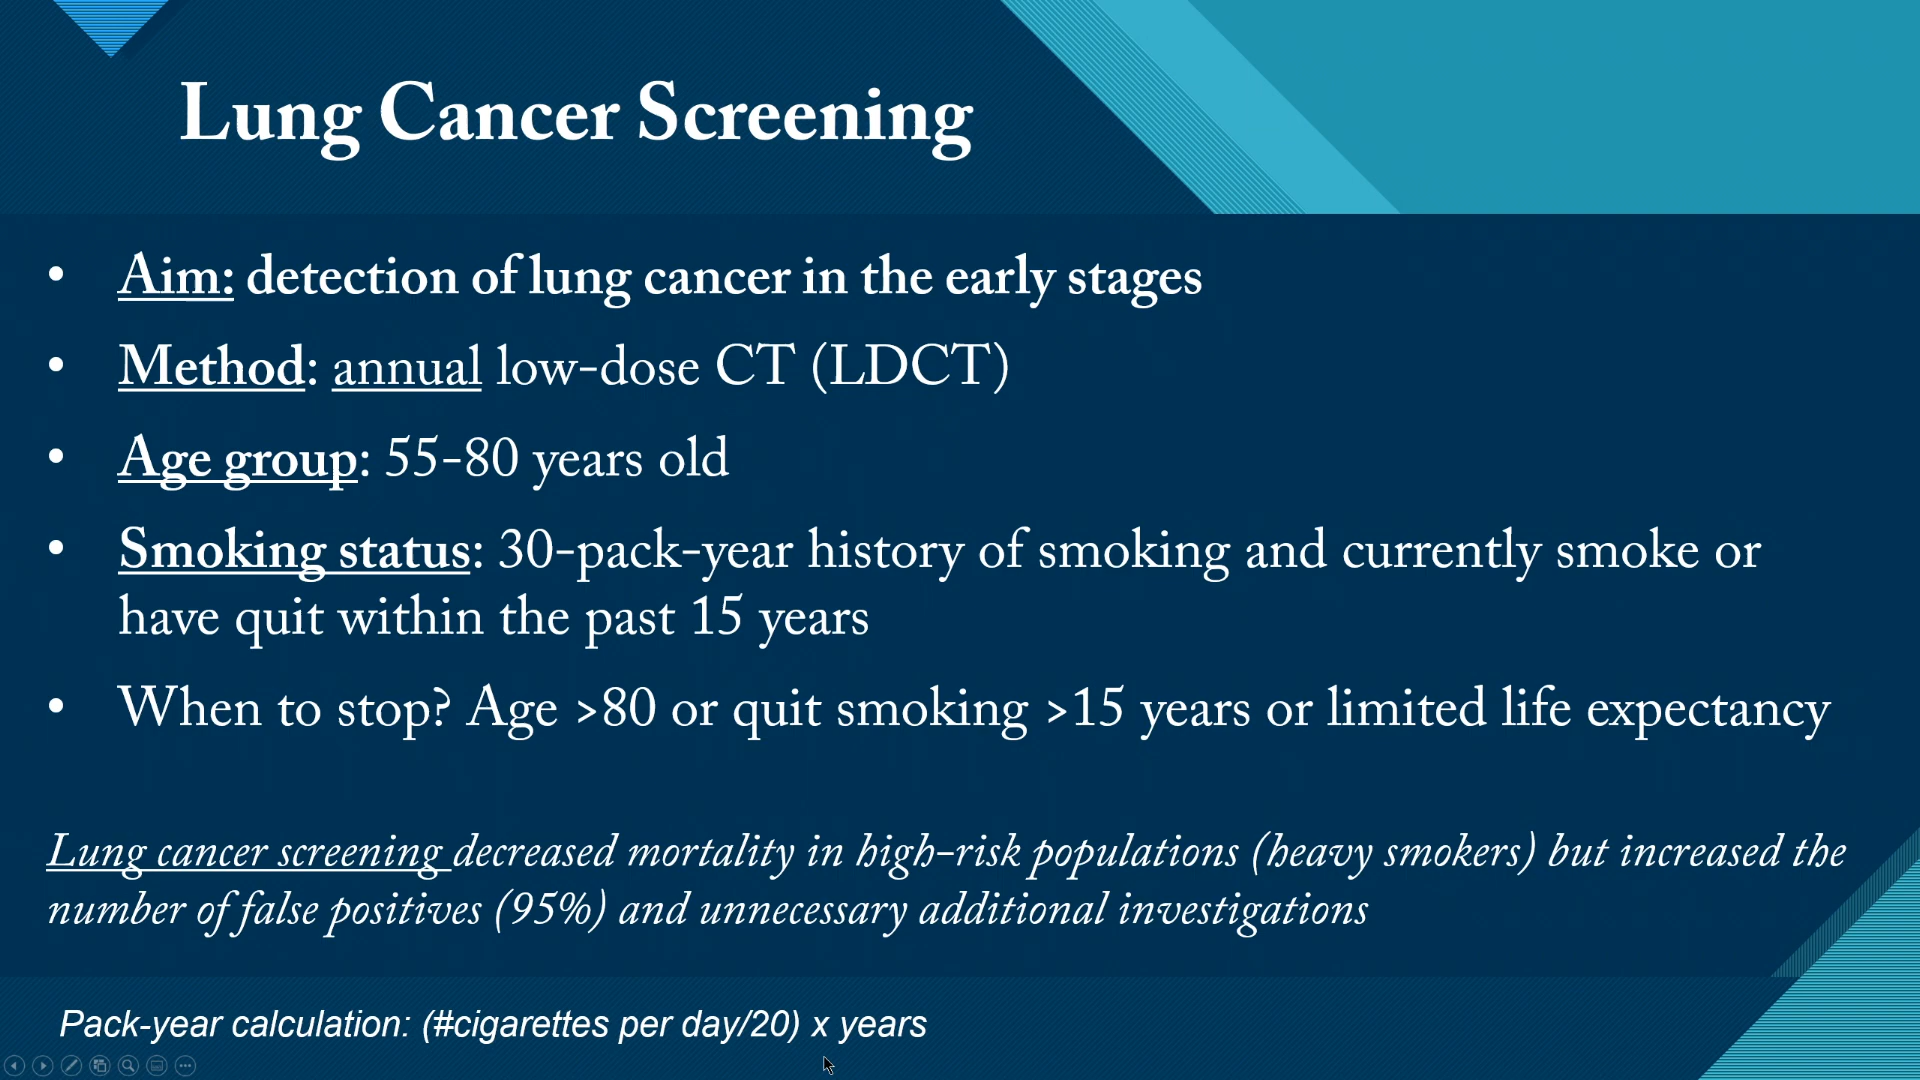 Lung Cancer Screening
• Aim: detection of lung cancer in the early stages
• Method: annual low-dose CT (LDCT)
• Age group: 55-80 years old
• Smoking status: 30-pack-year history of smoking and currently smoke or
have quit within the past 15 years
• When to stop? Age >80 or quit smoking >15 years or limited life expectancy
Lung cancer screening decreased mortality in high-risk populations (heavy smokers) but increased the
number of false positives (95%) and unnecessary additional investigations
Pack-year calculation: (#cigarettes per day/20) x years